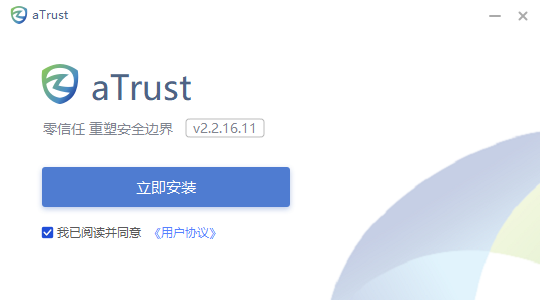 aTrust
aTrust
零信任 重塑安全边界 v2.2.16.11
立即安装
我已阅读并同意 《用户协议》